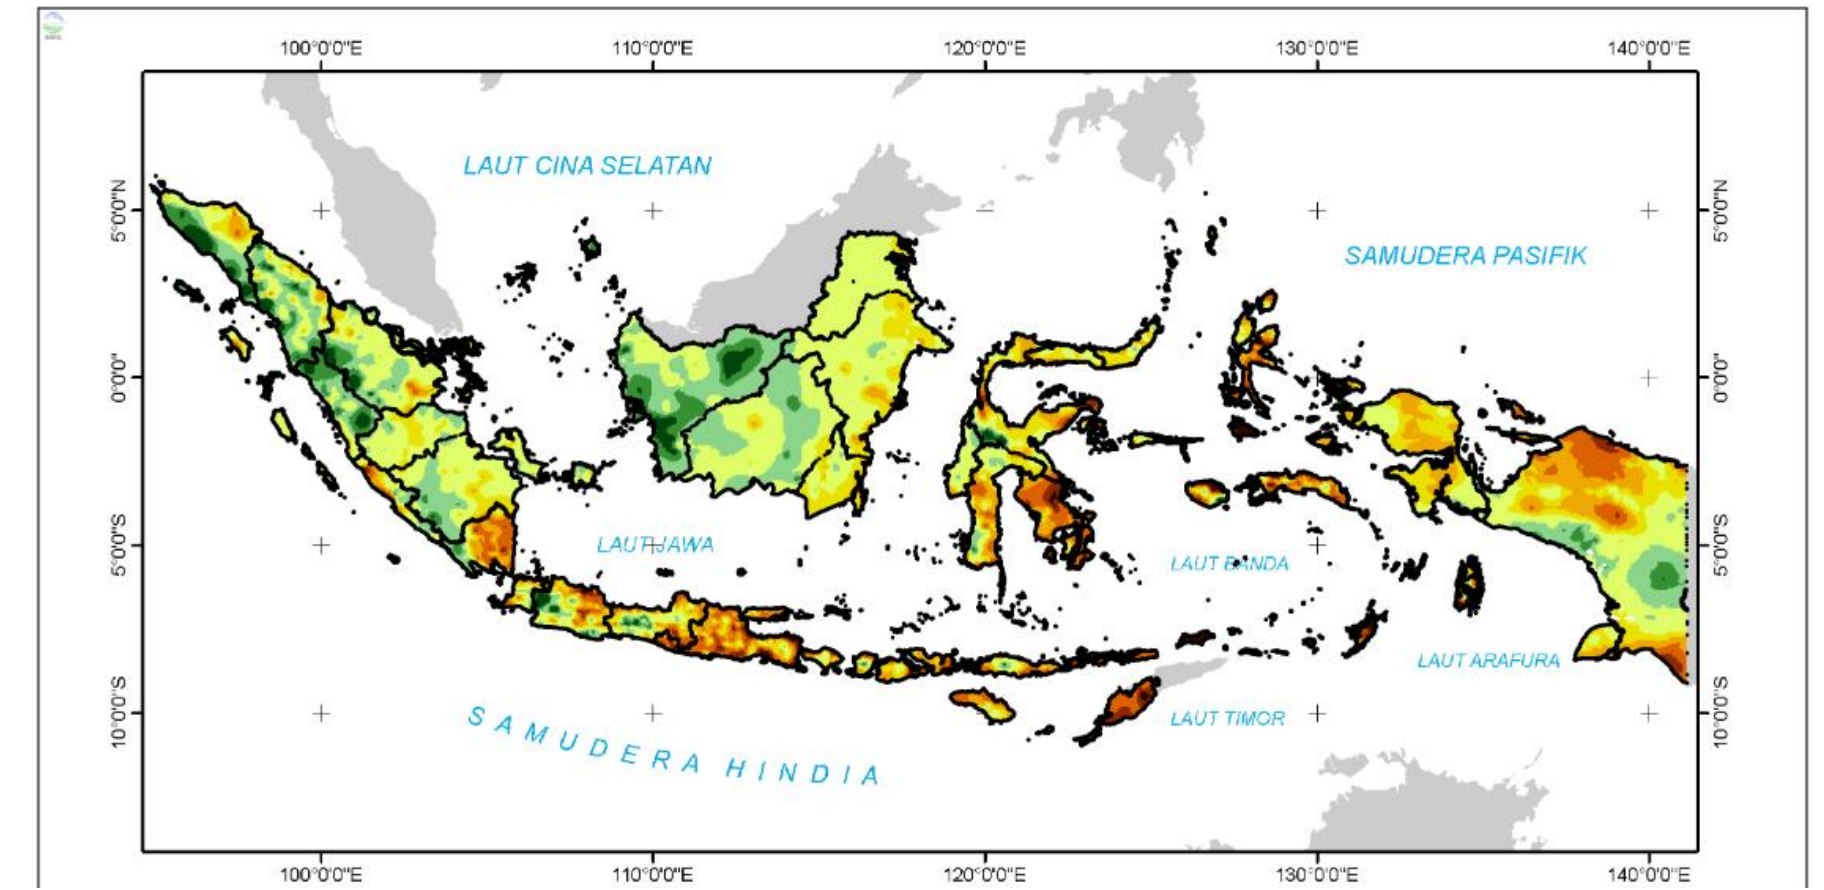 100°0'0"E 110°0'0"E 120°0'0"E 130°0'0"E 140°0'0"E
LAUT CINA SELATAN
5°0'0"N 5°0'0"N
SAMUDERA PASIFIK
0°0'0" 0°0'0"
LAUT JAWA
5°0'0"S 5°0'0"S
LAUT BANDA
LAUT ARAFURA
10°0'0"S 10°0'0"S
SAMUDERA HINDIA
LAUT TIMOR
100°0'0"E 110°0'0"E 120°0'0"E 130°0'0"E 140°0'0"E